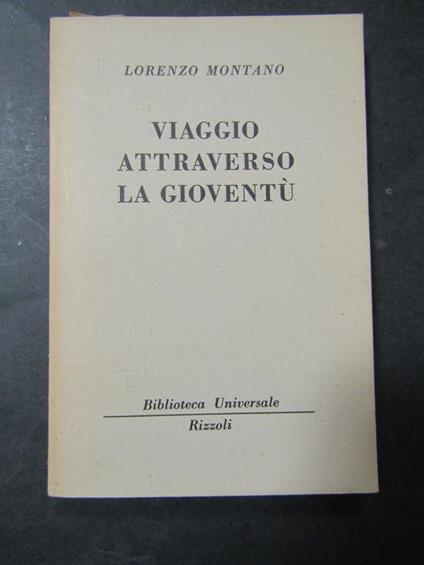 LORENZO MONTANO
VIAGGIO
ATTRAVERSO
LA GIOVENTÙ
Biblioteca Universale
Rizzoli